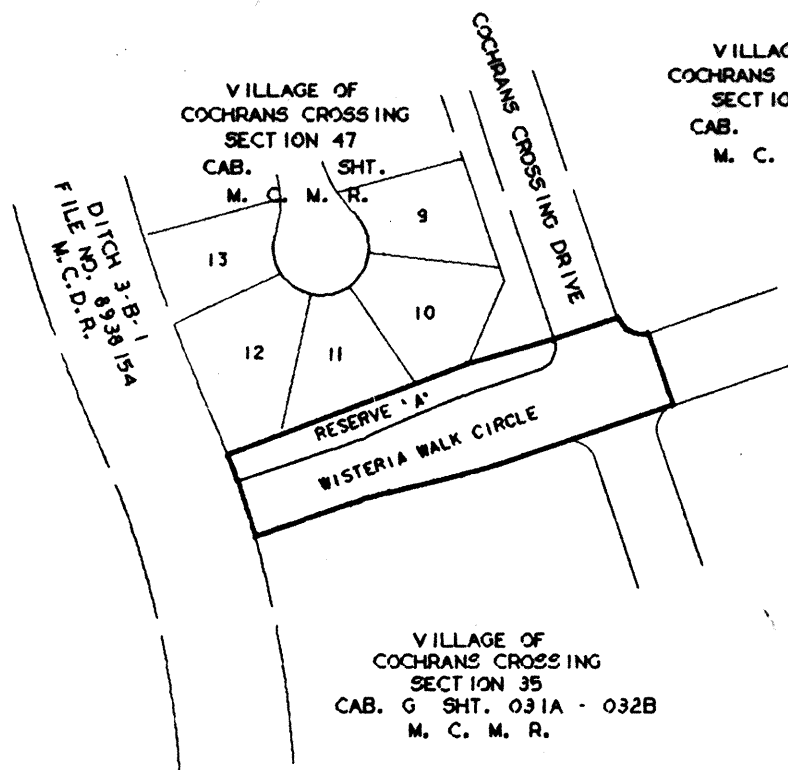 VILLAGE OF
COCHRANS CROSSING
SECTION 47
CAB. SHT.
M. C. M. R.
COCHRANS CROSSING DRIVE
COCHRANS
CAB.
M. C.
DITCH 3-B-1
FILE NO. 8938154
M.C.D.R.
13
9
12
11
10
RESERVE 'A'
WISTERIA WALK CIRCLE
VILLAGE OF
COCHRANS CROSSING
SECTION 35
CAB. G SHT. 031A - 032B
M. C. M. R.